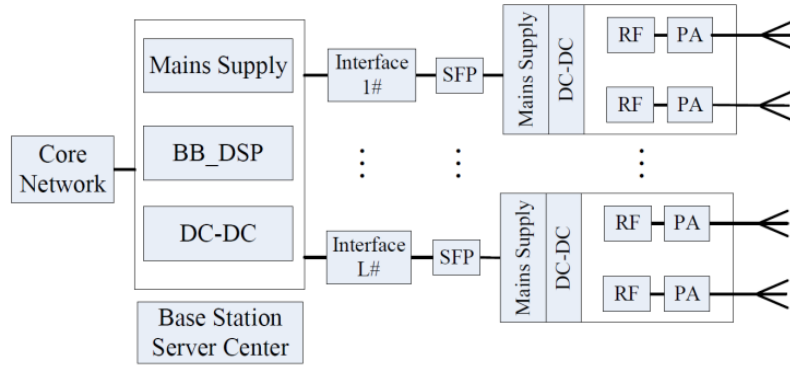 Core
Network
Mains Supply
BB_DSP
DC-DC
Base Station
Server Center
Interface
1#
SFP
Mains Supply
DC-DC
RF
PA
RF
PA
Interface
L#
SFP
Mains Supply
DC-DC
RF
PA
RF
PA